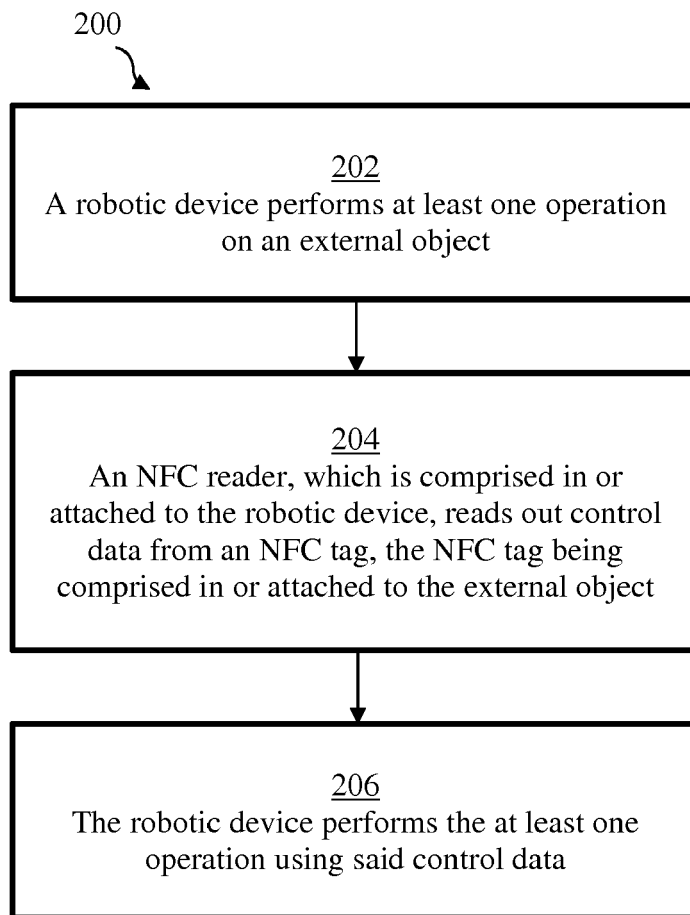 200
202
A robotic device performs at least one operation
on an external object
204
An NFC reader, which is comprised in or
attached to the robotic device, reads out control
data from an NFC tag, the NFC tag being
comprised in or attached to the external object
206
The robotic device performs the at least one
operation using said control data